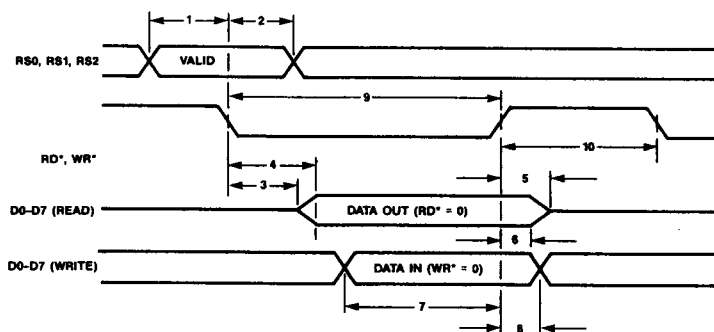 1
2
RS0, RS1, RS2
VALID
9
10
RD*, WR*
4
5
3
D0–D7 (READ)
DATA OUT (RD* = 0)
6
D0–D7 (WRITE)
DATA IN (WR* = 0)
7
8